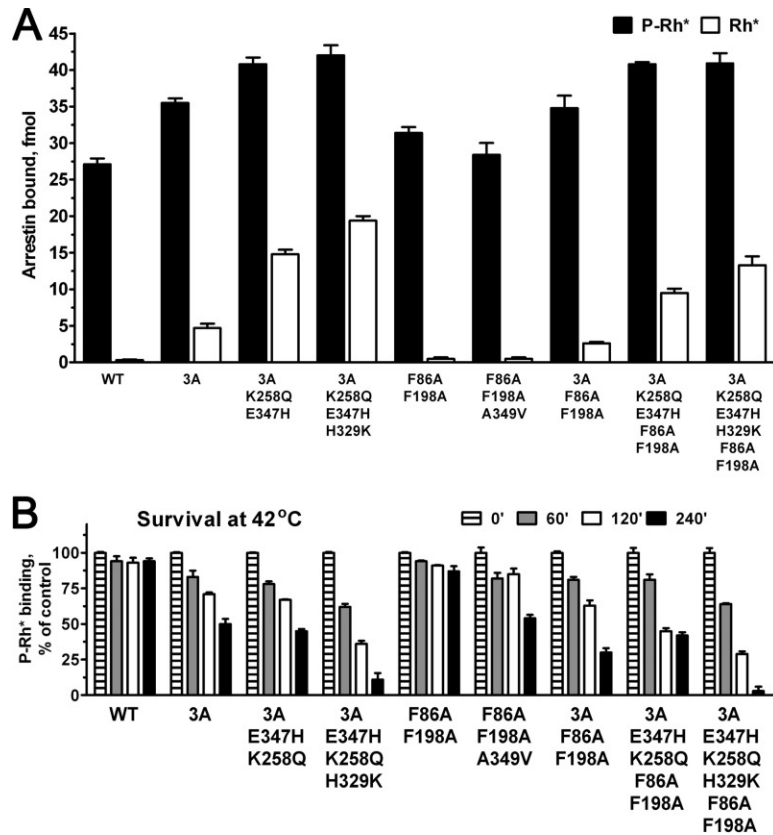 A
P-Rh* Rh*
Arrestin bound, fmol
45
40
35
30
25
20
15
10
5
0
WT 3A 3A 3A F86A F86A 3A 3A 3A
K258Q K258Q F198A F198A F86A K258Q K258Q
E347H E347H A349V F198A E347H E347H
H329K F86A H329K
F198A F86A
F198A
B
Survival at 42°C 0' 60' 120' 240'
P-Rh* binding,
% of control
100
75
50
25
0
WT 3A 3A 3A F86A F86A 3A 3A 3A
E347H E347H F198A F198A F86A E347H E347H
K258Q K258Q A349V F198A K258Q K258Q
H329K F86A H329K
F198A F86A
F198A